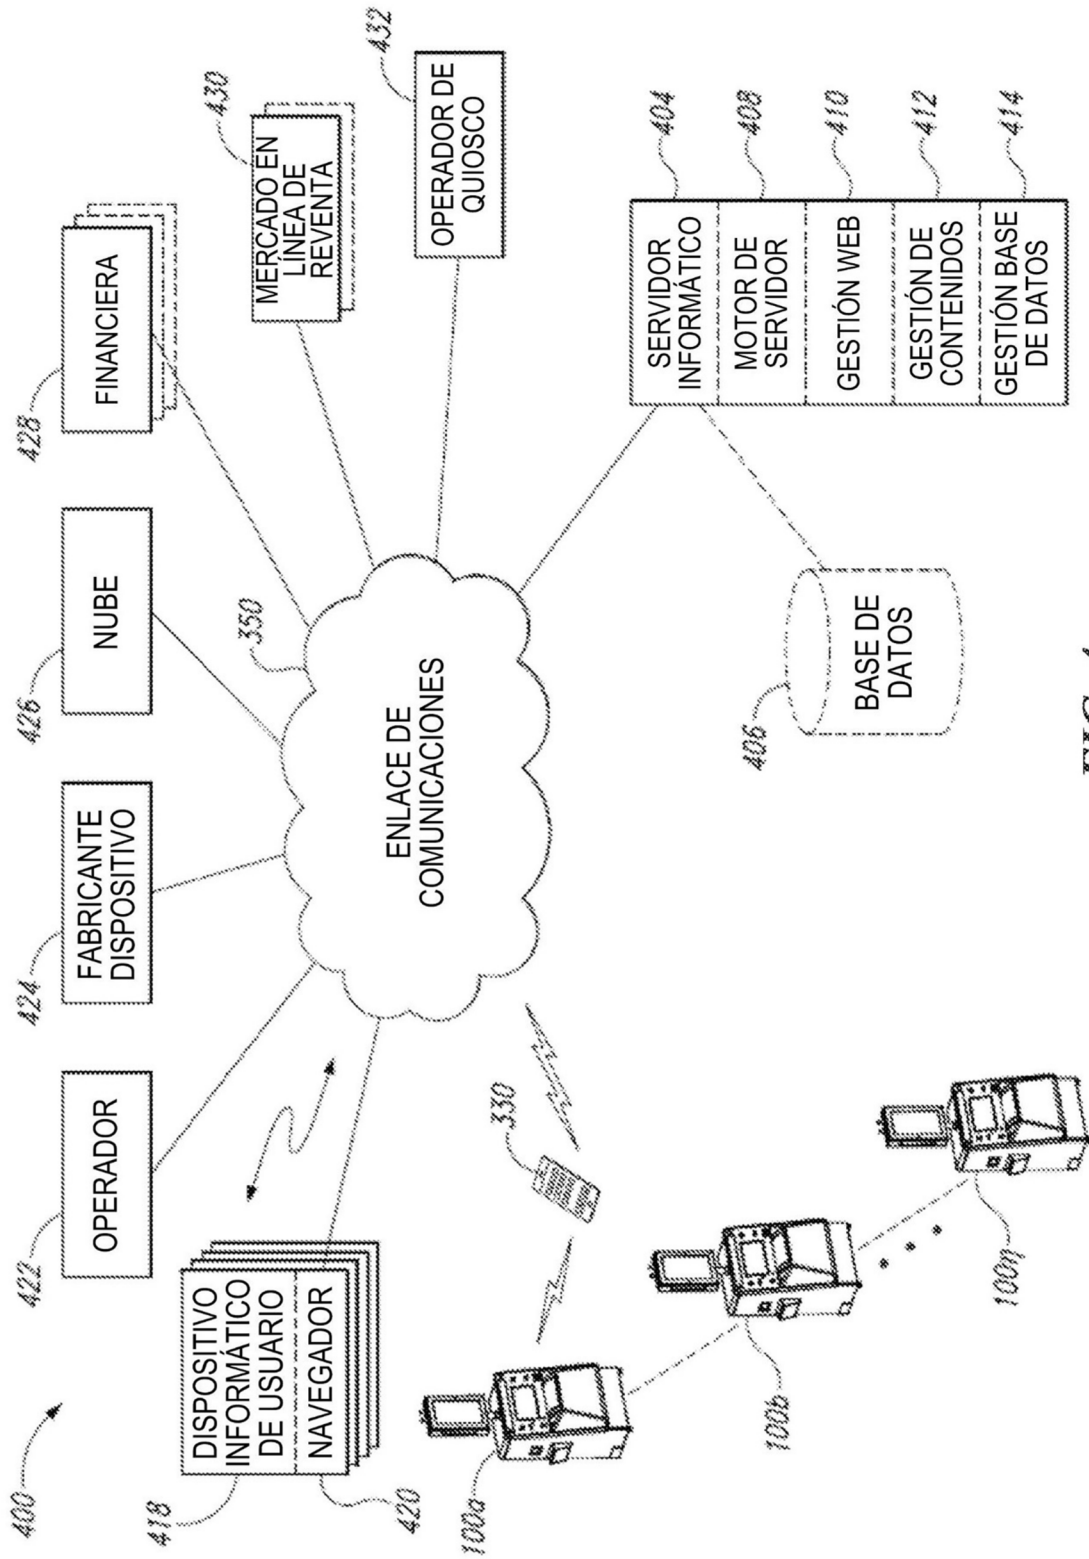 400
422
OPERADOR
424
FABRICANTE
DISPOSITIVO
426
NUBE
428
FINANCIERA
418
DISPOSITIVO
INFORMÁTICO
DE USUARIO
NAVEGADOR
420
350
ENLACE DE
COMUNICACIONES
430
MERCADO EN
LÍNEA DE
REVENTA
432
OPERADOR DE
QUIOSCO
330
100a
100b
100η
406
BASE DE
DATOS
SERVIDOR
INFORMÁTICO
404
MOTOR DE
SERVIDOR
408
GESTIÓN WEB
410
GESTIÓN DE
CONTENIDOS
412
GESTIÓN BASE
DE DATOS
414
FIG.